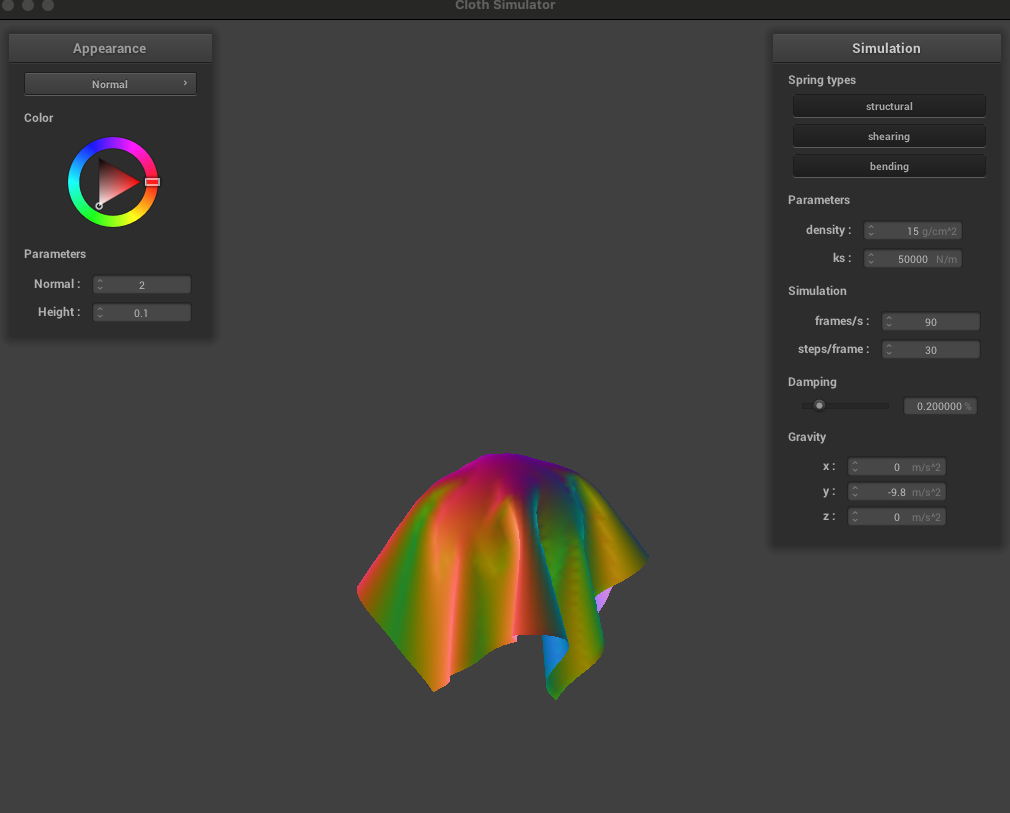 Cloth Simulator
Appearance
Normal
Color
Parameters
Normal : 2
Height : 0.1
Simulation
Spring types
structural
shearing
bending
Parameters
density : 15 g/cm^2
ks : 50000 N/m
Simulation
frames/s : 90
steps/frame : 30
Damping
0.200000 %
Gravity
x : 0 m/s^2
y : -9.8 m/s^2
z : 0 m/s^2